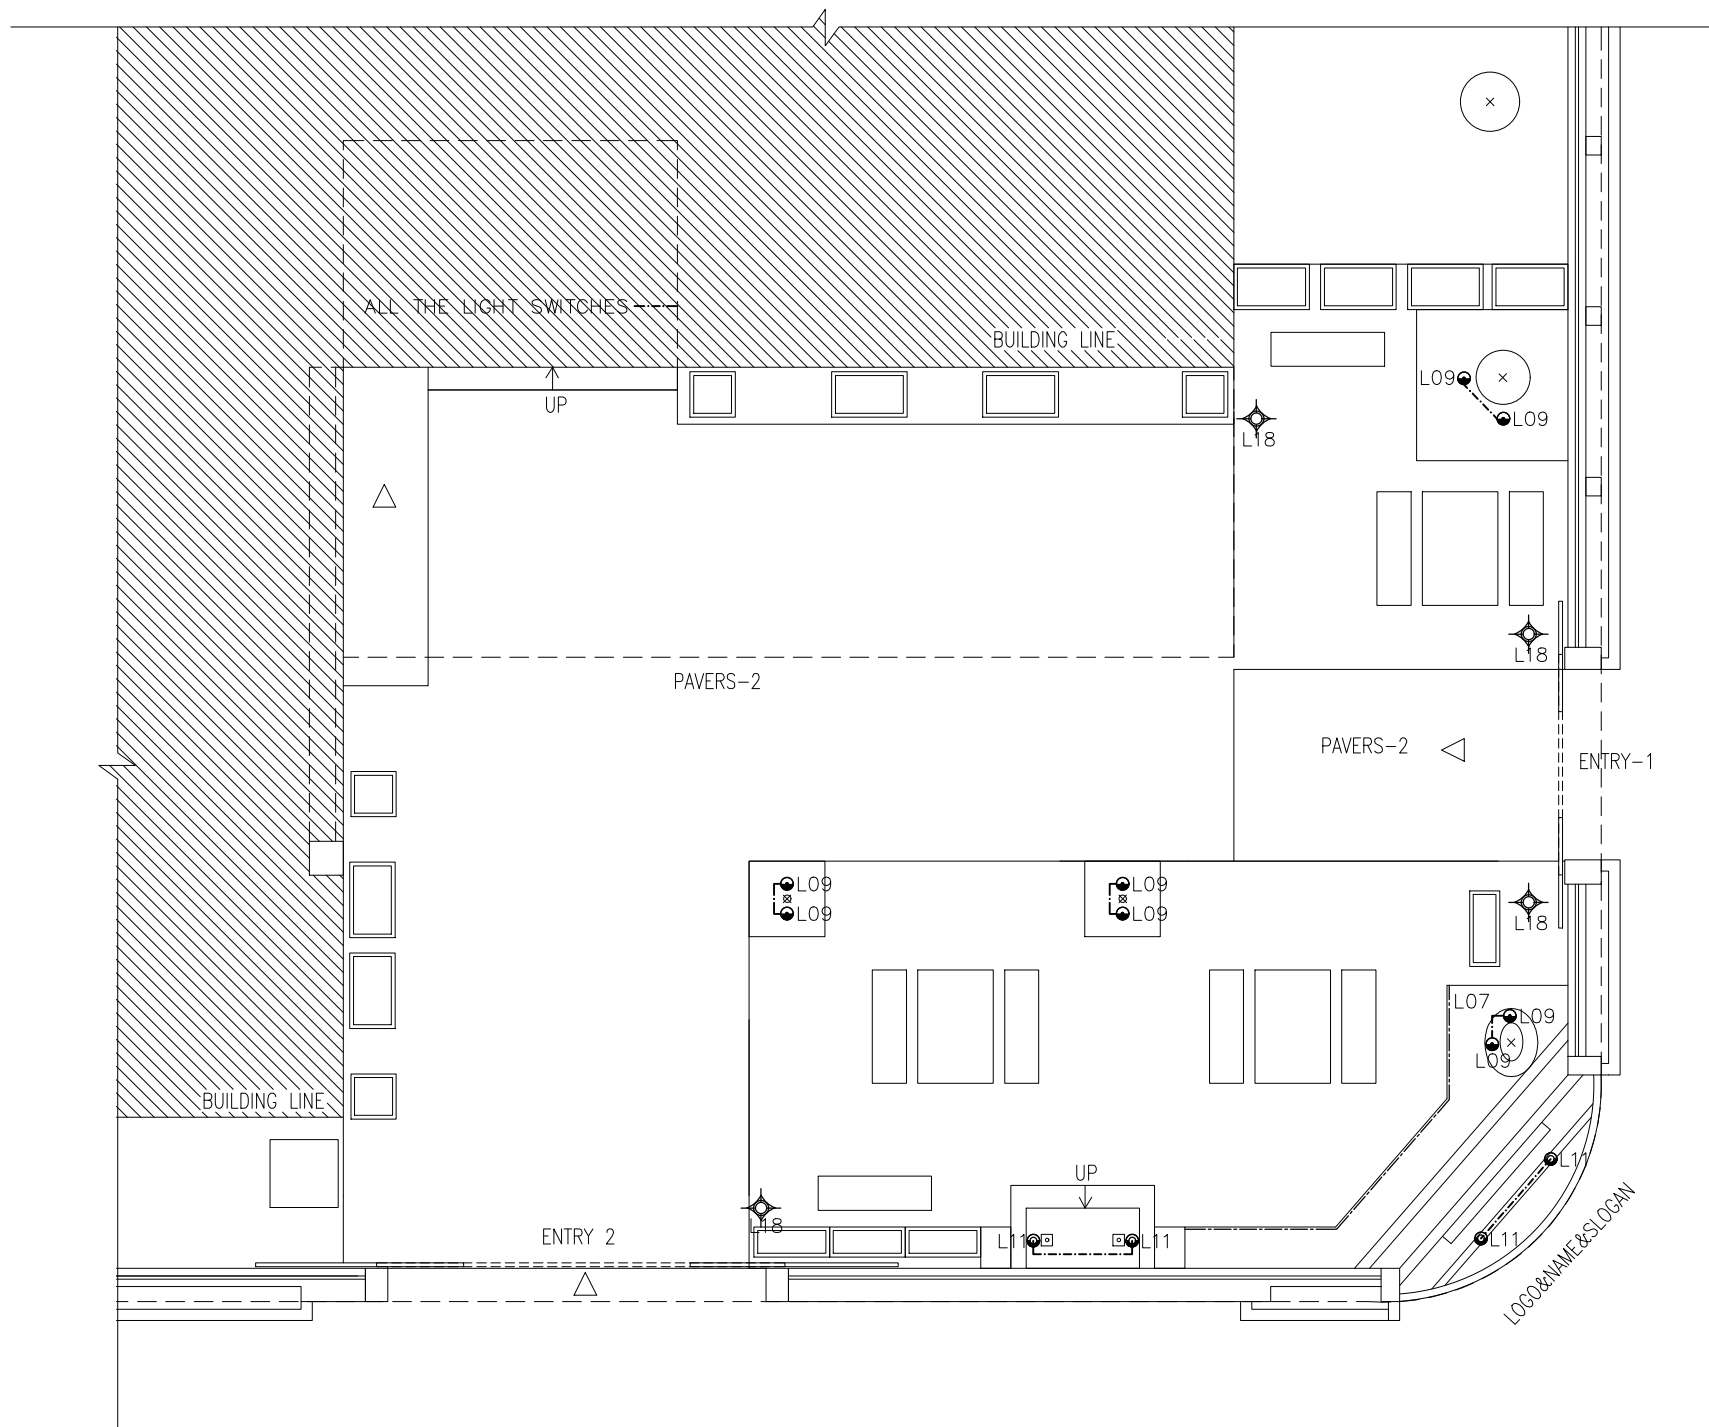 ALL THE LIGHT SWITCHES
BUILDING LINE
UP
L09
L09
L18
L18
PAVERS-2
PAVERS-2
ENTRY-1
L09
L09
L09
L09
L18
L07
L09
L09
BUILDING LINE
UP
L11
L18
ENTRY 2
L11
L11
L11
LOGO&NAME&SLOGAN